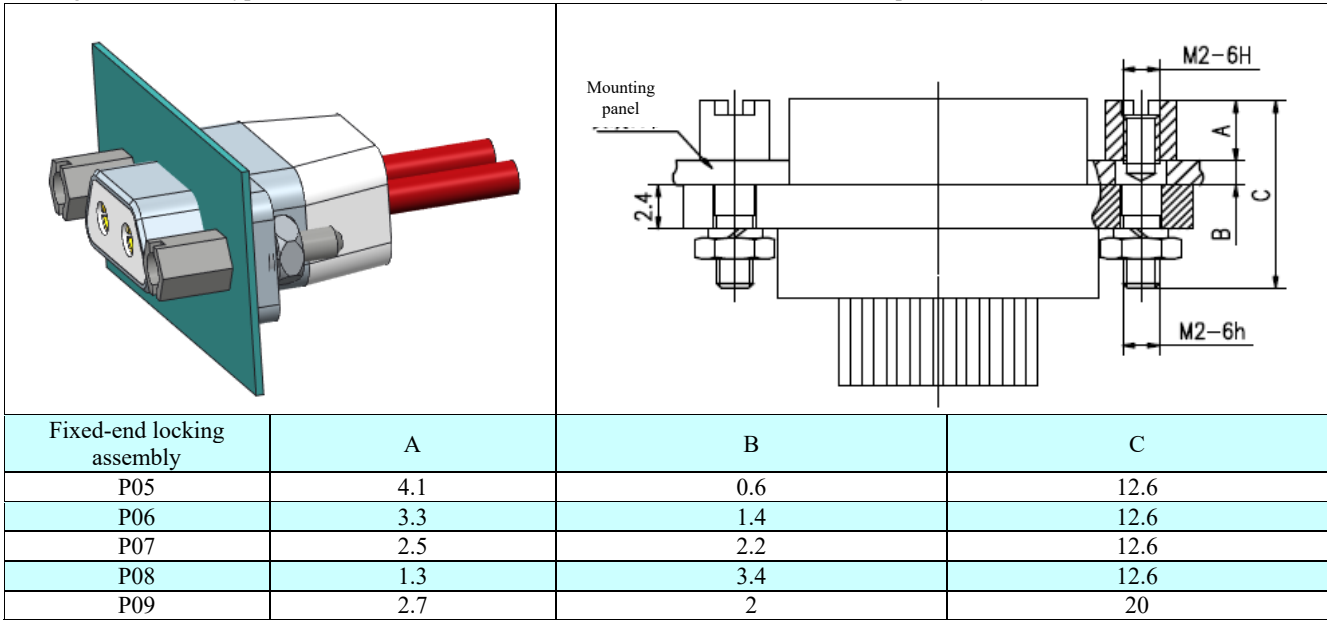 Mounting
panel
M2-6H
A
C
2.4
B
M2-6h
Fixed-end locking
assembly
A
B
C
P05 4.1 0.6 12.6
P06 3.3 1.4 12.6
P07 2.5 2.2 12.6
P08 1.3 3.4 12.6
P09 2.7 2 20